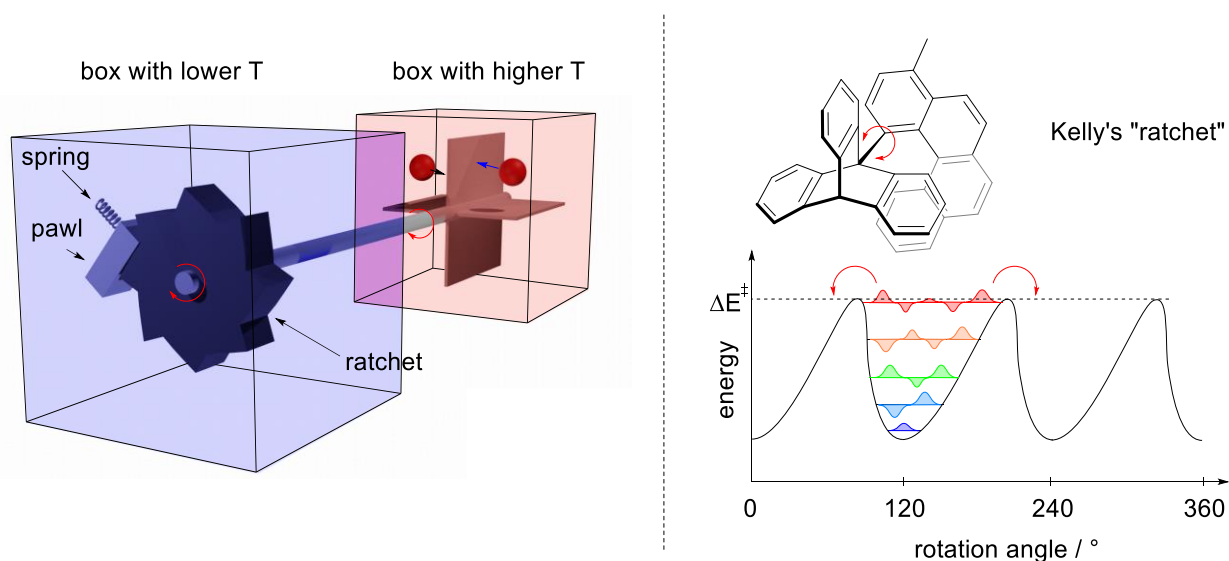 box with lower T
box with higher T
spring
pawl
ratchet
Kelly's "ratchet"
ΔE‡
energy
0
120
240
360
rotation angle / °